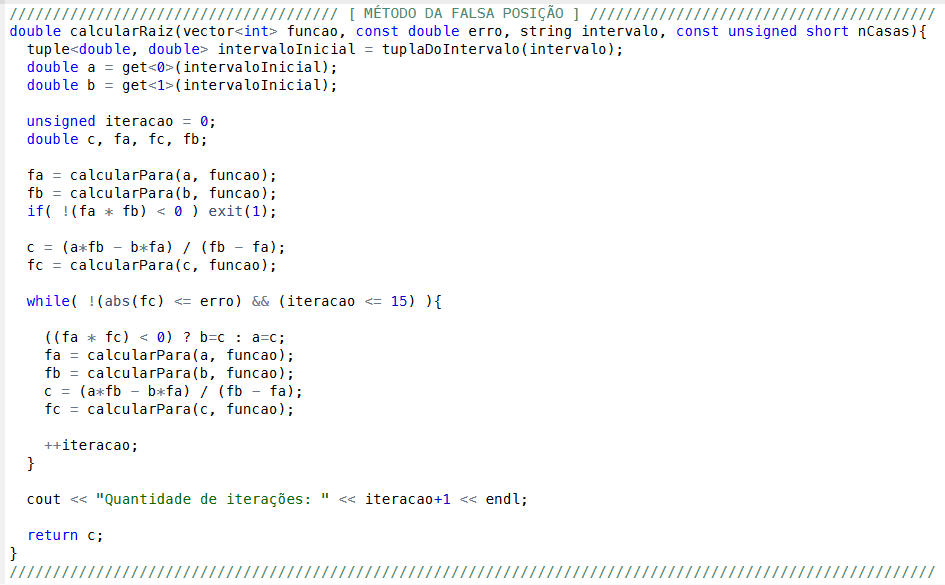 ////////////////////////////////////// [ MÉTODO DA FALSA POSIÇÃO ] ////////////////////////////////////////
double calcularRaiz(vector<int> funcao, const double erro, string intervalo, const unsigned short nCasas){
  tuple<double, double> intervaloInicial = tuplaDoIntervalo(intervalo);
  double a = get<0>(intervaloInicial);
  double b = get<1>(intervaloInicial);

  unsigned iteracao = 0;
  double c, fa, fc, fb;

  fa = calcularPara(a, funcao);
  fb = calcularPara(b, funcao);
  if( !(fa * fb) < 0 ) exit(1);

  c = (a*fb - b*fa) / (fb - fa);
  fc = calcularPara(c, funcao);

  while( !(abs(fc) <= erro) && (iteracao <= 15) ){

    ((fa * fc) < 0) ? b=c : a=c;
    fa = calcularPara(a, funcao);
    fb = calcularPara(b, funcao);
    c = (a*fb - b*fa) / (fb - fa);
    fc = calcularPara(c, funcao);

    ++iteracao;
  }

  cout << "Quantidade de iterações: " << iteracao+1 << endl;

  return c;
}
///////////////////////////////////////////////////////////////////////////////////////////////////////////